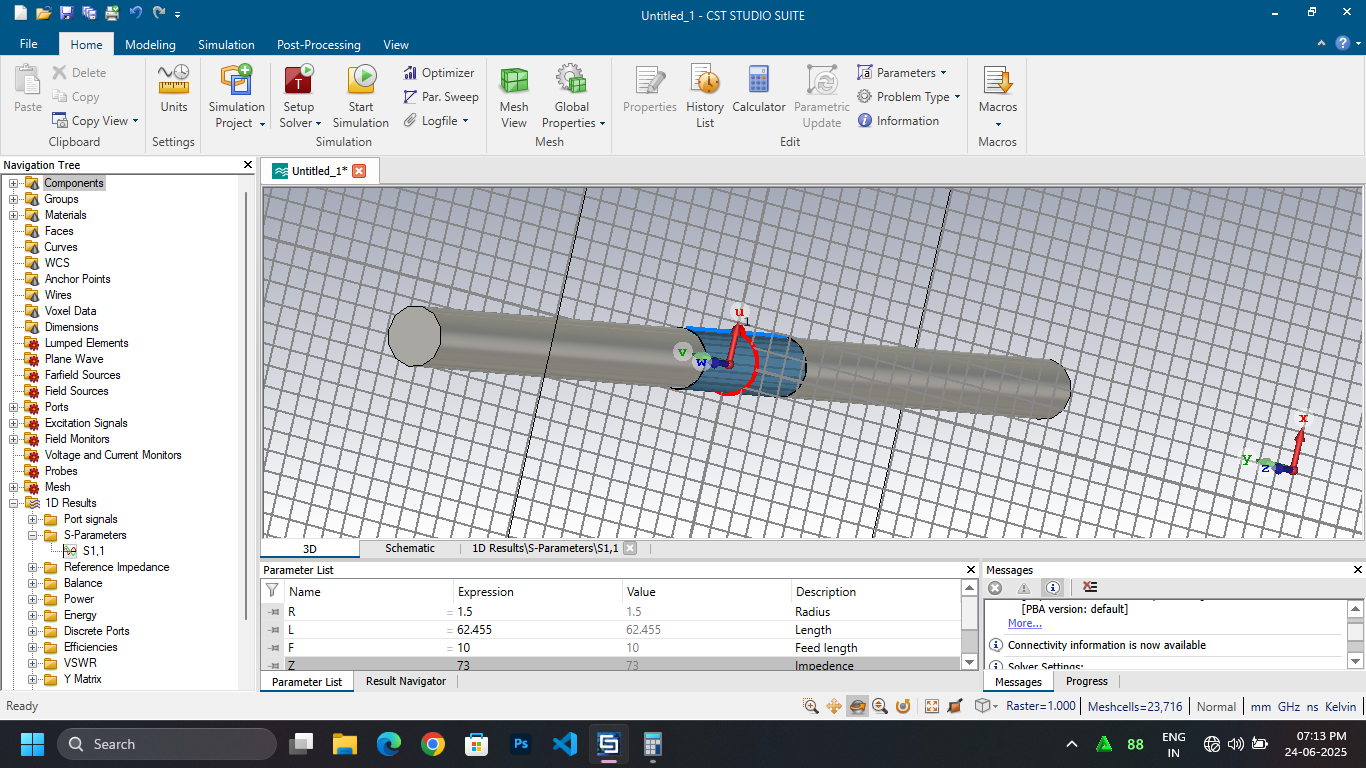 Untitled_1 - CST STUDIO SUITE
File Home Modeling Simulation Post-Processing View
Paste
Delete
Copy
Copy View
Clipboard
Units
Settings
Simulation Project
Setup Solver
Start Simulation
Optimizer
Par. Sweep
Logfile
Simulation
Mesh View
Global Properties
Mesh
Properties
History List
Calculator
Parametric Update
Parameters
Problem Type
Information
Edit
Macros
Macros
Navigation Tree
Components
Groups
Materials
Faces
Curves
WCS
Anchor Points
Wires
Voxel Data
Dimensions
Lumped Elements
Plane Wave
Farfield Sources
Field Sources
Ports
Excitation Signals
Field Monitors
Voltage and Current Monitors
Probes
Mesh
1D Results
Port signals
S-Parameters
S1,1
Reference Impedance
Balance
Power
Energy
Discrete Ports
Efficiencies
VSWR
Y Matrix
Untitled_1*
u
1
v
w
x
y
z
3D Schematic 1D Results\S-Parameters\S1,1
Parameter List
Name Expression Value Description
R = 1.5 1.5 Radius
L = 62.455 62.455 Length
F = 10 10 Feed length
Z 73 73 Impedence
Parameter List Result Navigator
Messages
[PBA version: default]
More...
Connectivity information is now available
Solver Settings:
Messages Progress
Ready
Raster=1.000 Meshcells=23,716 Normal mm GHz ns Kelvin
Search
Ps
88
ENG
IN
07:13 PM
24-06-2025